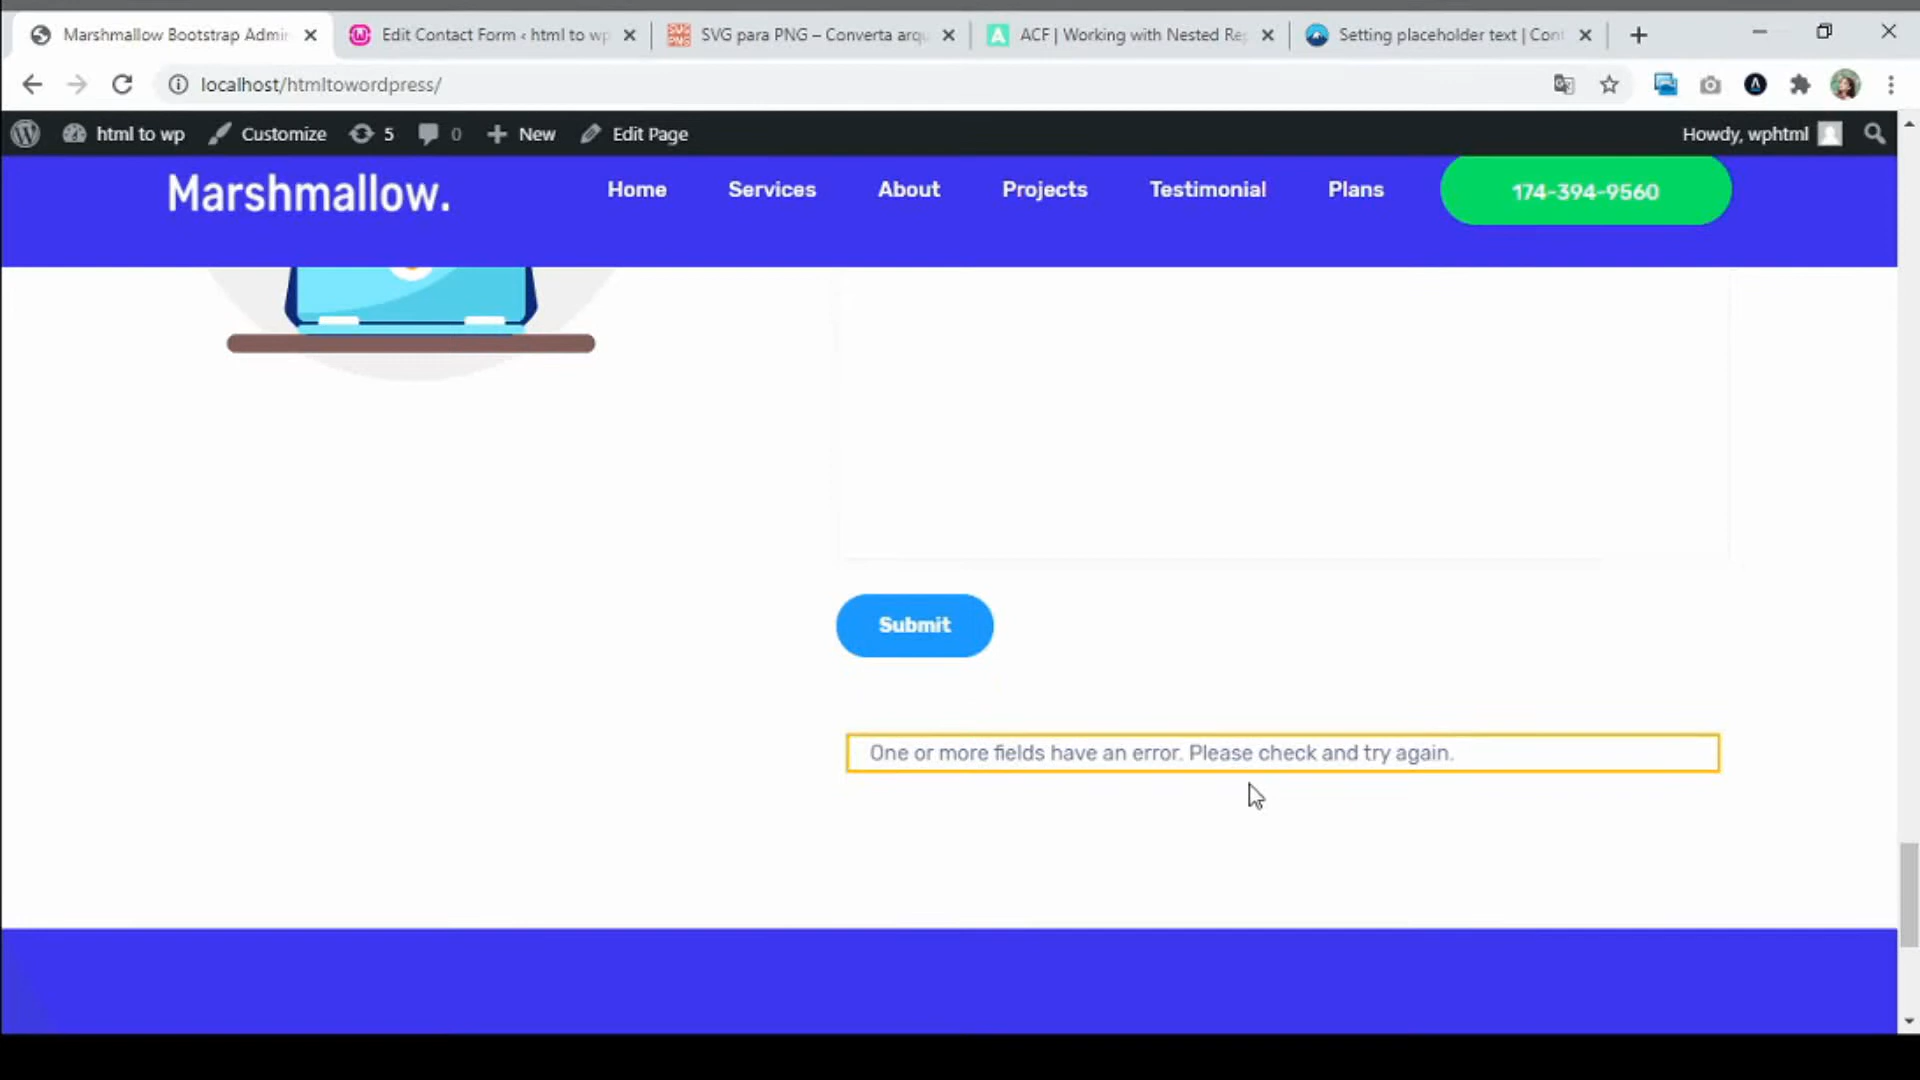 Marshmallow Bootstrap Admin
Edit Contact Form ‹ html to wp
SVG para PNG – Converta arqu
ACF | Working with Nested Re
Setting placeholder text | Con
localhost/htmltowordpress/
html to wp
Customize
5
0
New
Edit Page
Howdy, wphtml
Marshmallow.
Home
Services
About
Projects
Testimonial
Plans
174-394-9560
Submit
One or more fields have an error. Please check and try again.